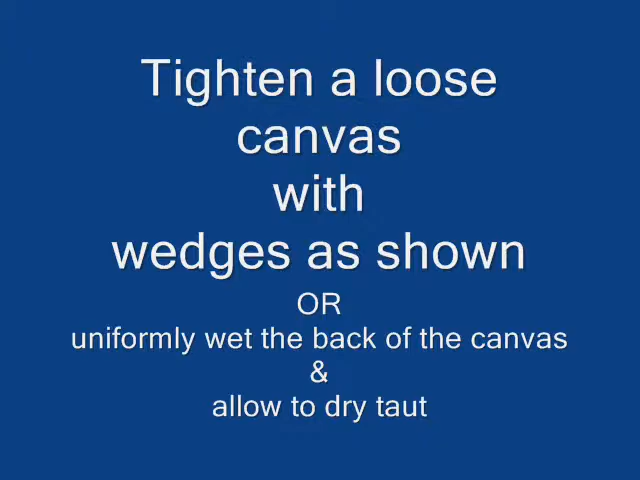 Tighten a loose
canvas
with
wedges as shown
OR
uniformly wet the back of the canvas
&
allow to dry taut